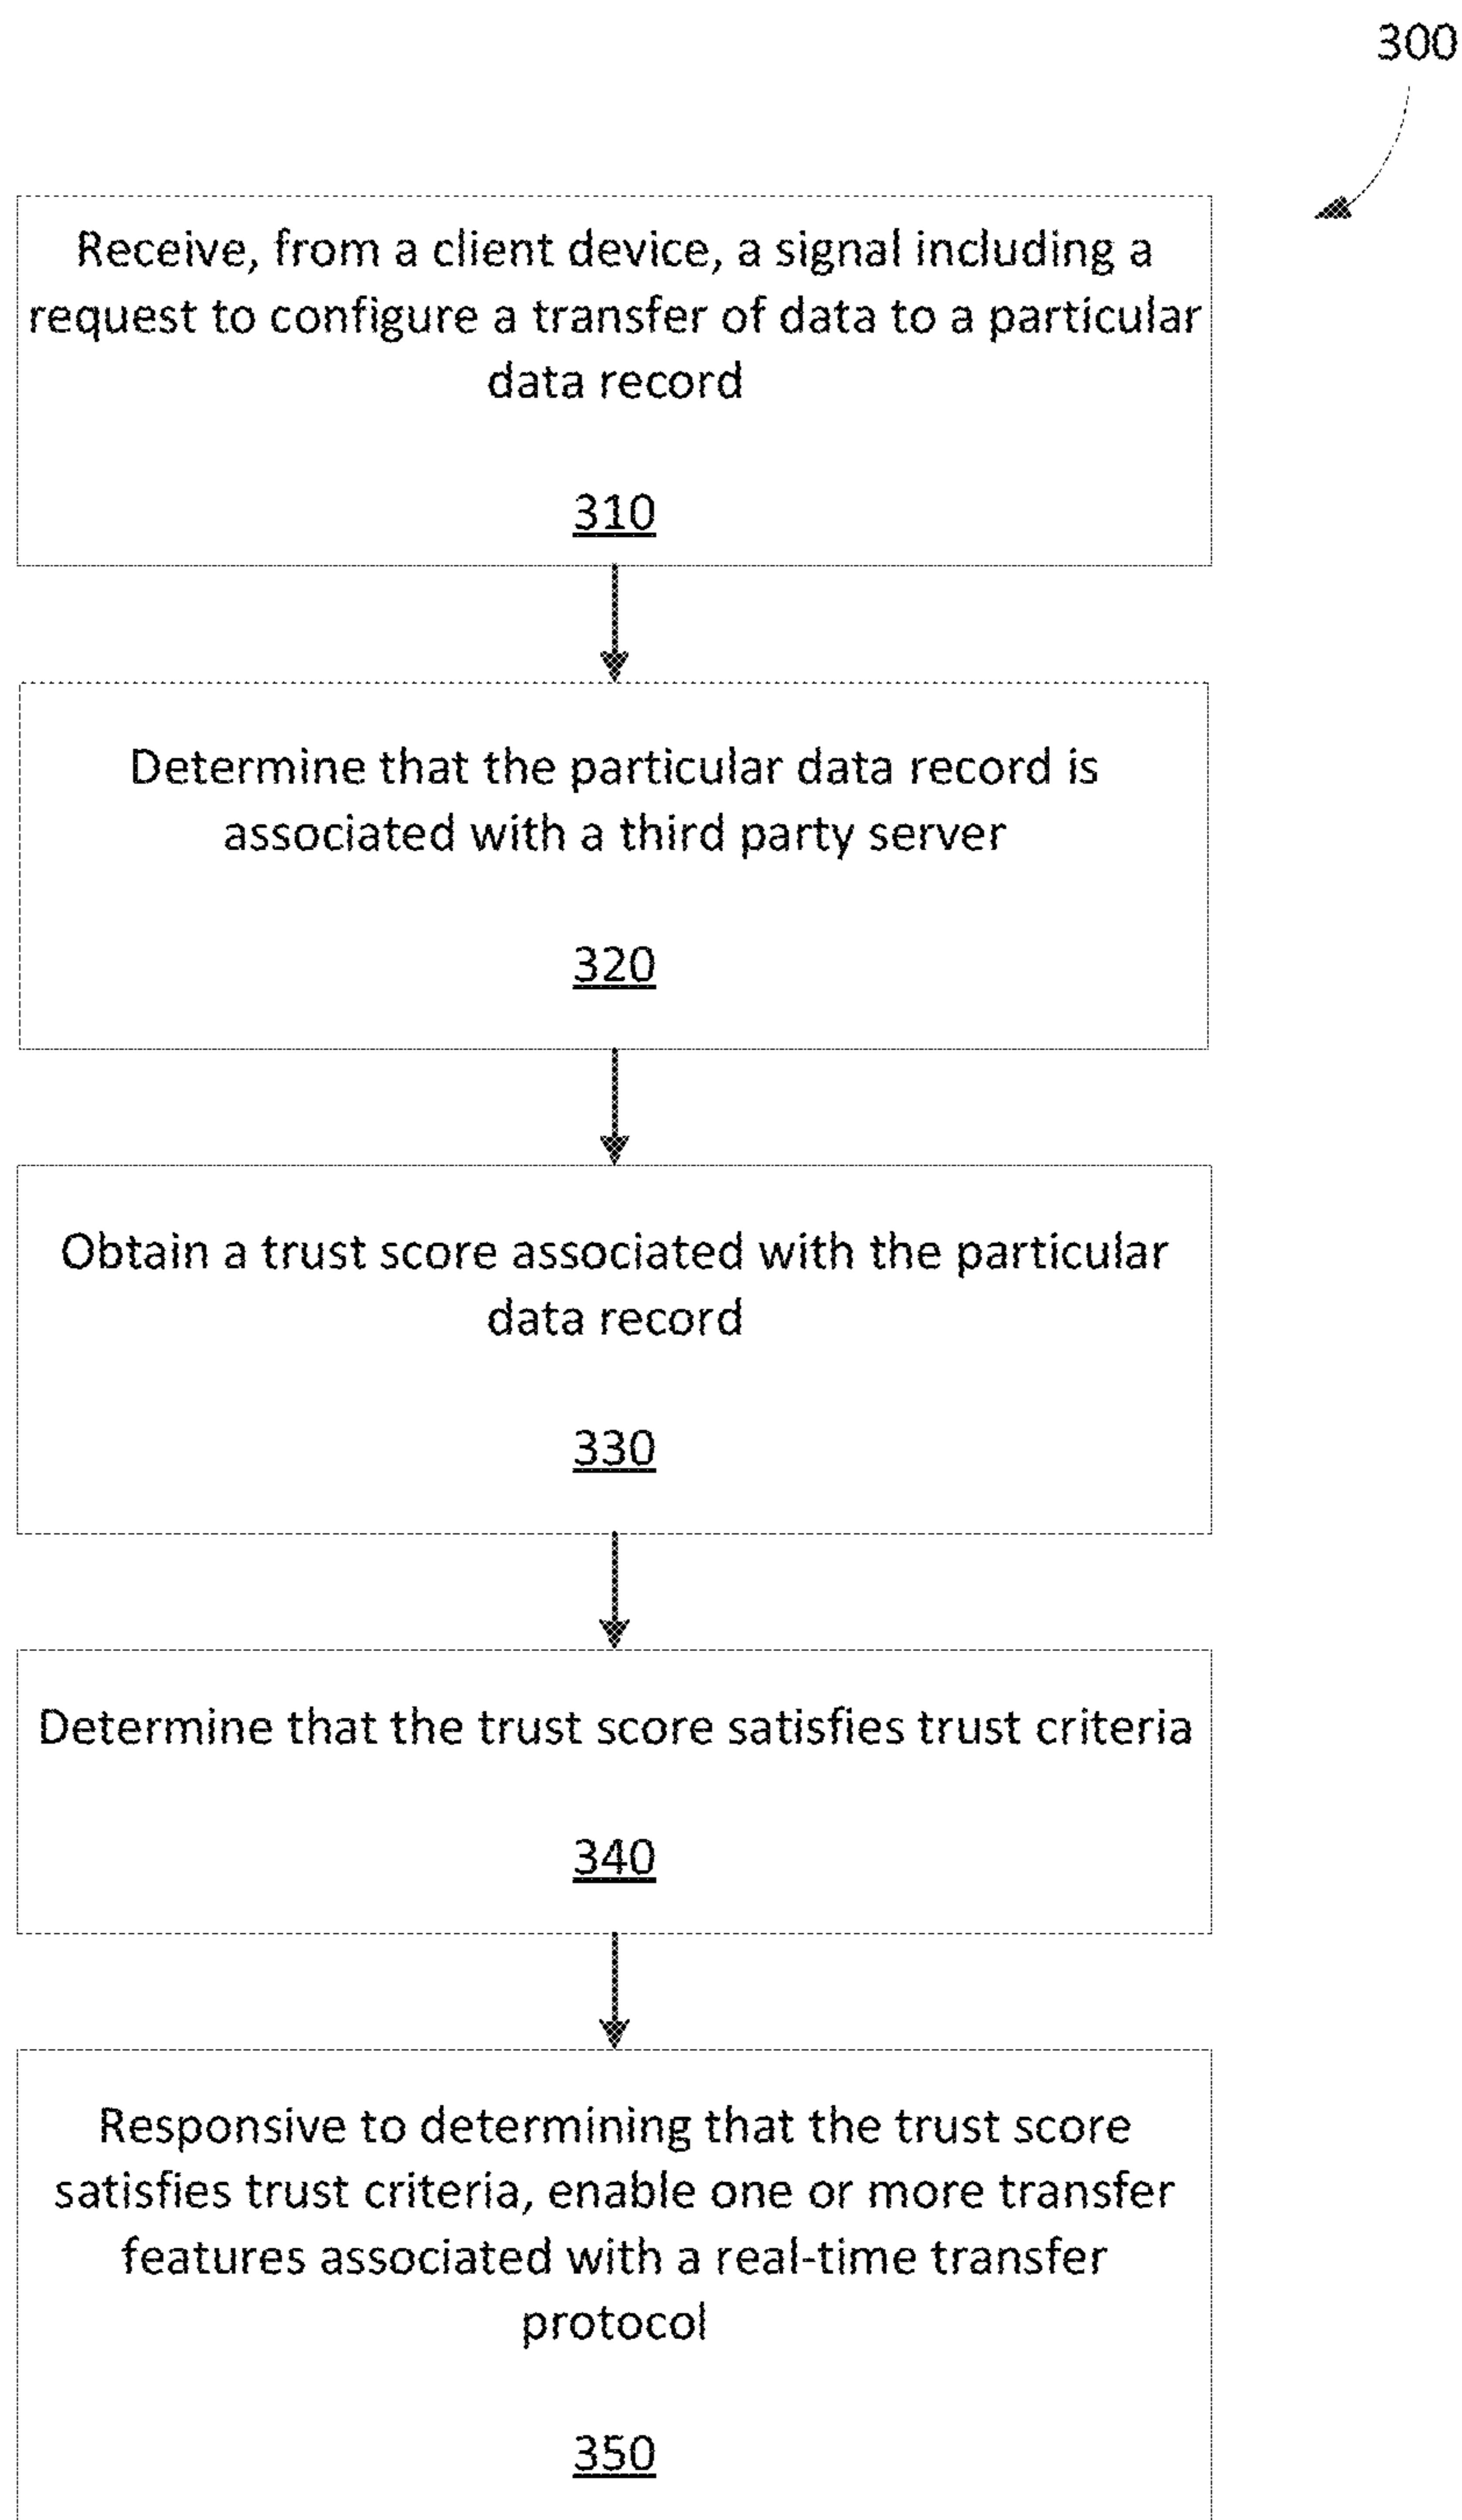 300
Receive, from a client device, a signal including a
request to configure a transfer of data to a particular
data record
310
Determine that the particular data record is
associated with a third party server
320
Obtain a trust score associated with the particular
data record
330
Determine that the trust score satisfies trust criteria
340
Responsive to determining that the trust score
satisfies trust criteria, enable one or more transfer
features associated with a real-time transfer
protocol
350